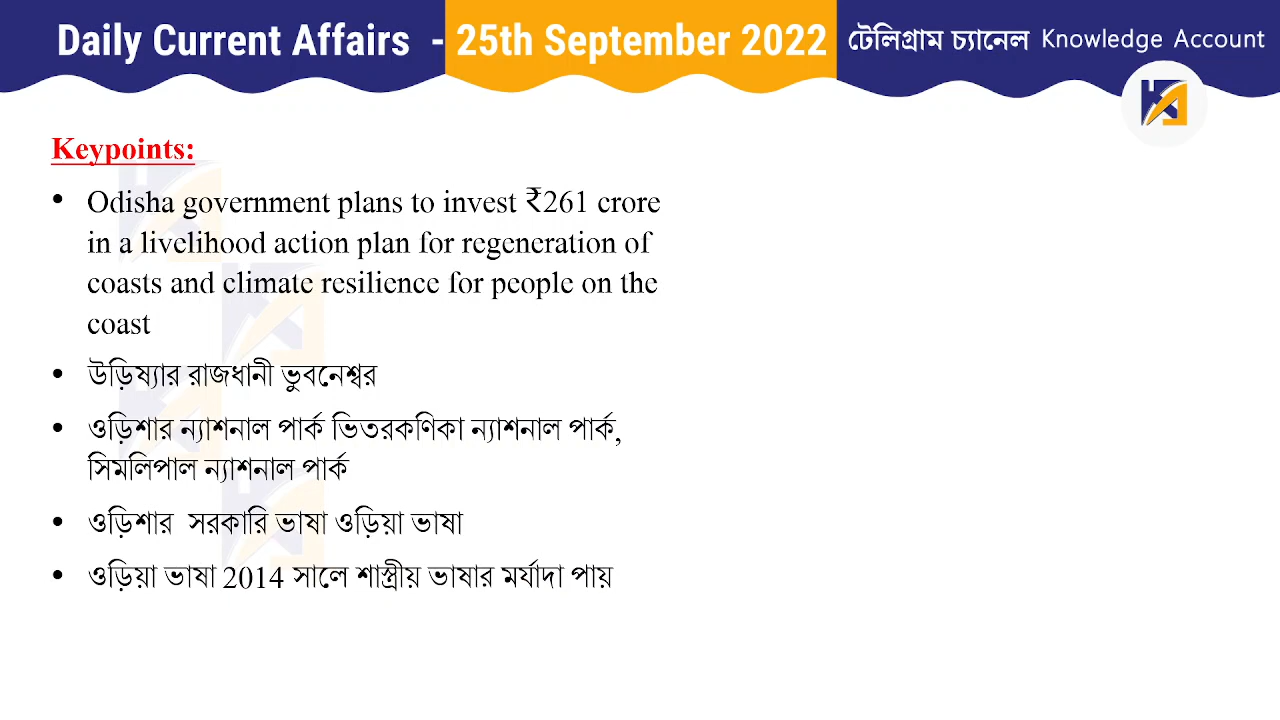 Daily Current Affairs - 25th September 2022 টেলিগ্রাম চ্যানেল Knowledge Account
Keypoints:
• Odisha government plans to invest ₹261 crore
in a livelihood action plan for regeneration of
coasts and climate resilience for people on the
coast
• উড়িষ্যার রাজধানী ভুবনেশ্বর
• ওড়িশার ন্যাশনাল পার্ক ভিতরকণিকা ন্যাশনাল পার্ক,
সিমলিপাল ন্যাশনাল পার্ক
• ওড়িশার সরকারি ভাষা ওড়িয়া ভাষা
• ওড়িয়া ভাষা 2014 সালে শাস্ত্রীয় ভাষার মর্যাদা পায়